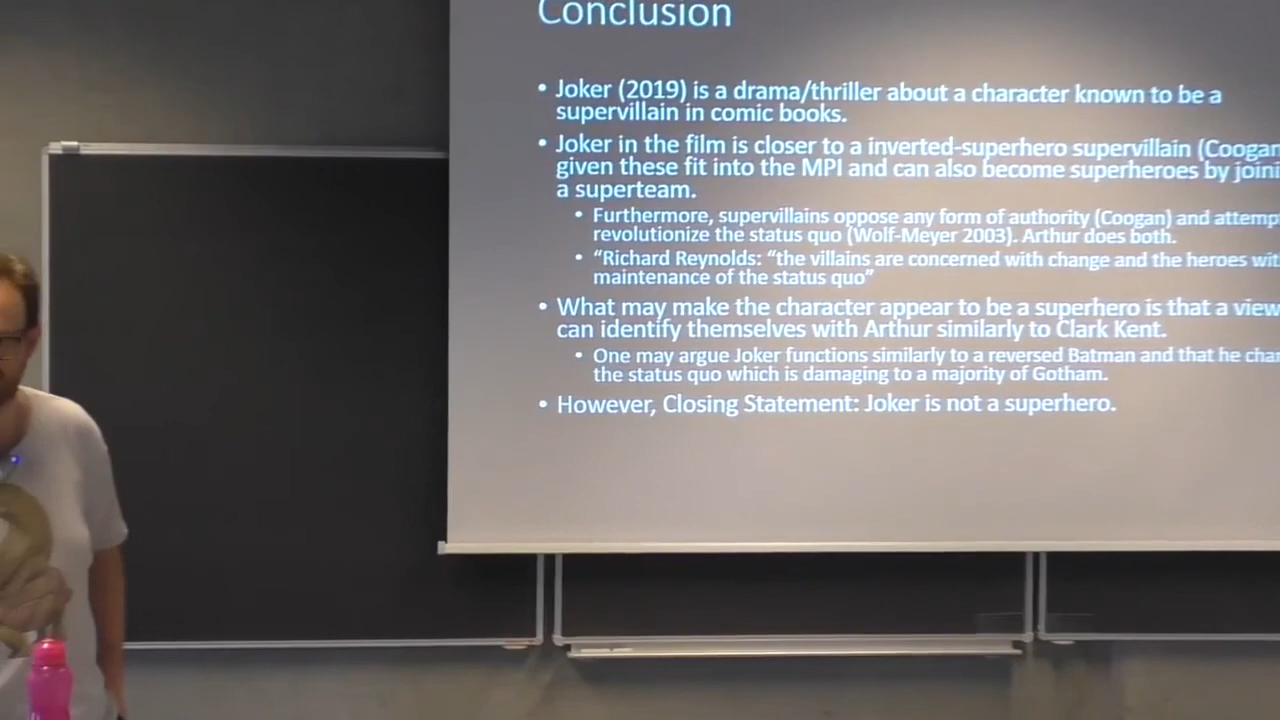 Conclusion
• Joker (2019) is a drama/thriller about a character known to be a
supervillain in comic books.
• Joker in the film is closer to a inverted-superhero supervillain (Coogan
given these fit into the MPI and can also become superheroes by joini
a superteam.
• Furthermore, supervillains oppose any form of authority (Coogan) and attemp
revolutionize the status quo (Wolf-Meyer 2003). Arthur does both.
• “Richard Reynolds: “the villains are concerned with change and the heroes wit
maintenance of the status quo”
• What may make the character appear to be a superhero is that a view
can identify themselves with Arthur similarly to Clark Kent.
• One may argue Joker functions similarly to a reversed Batman and that he cha
the status quo which is damaging to a majority of Gotham.
• However, Closing Statement: Joker is not a superhero.